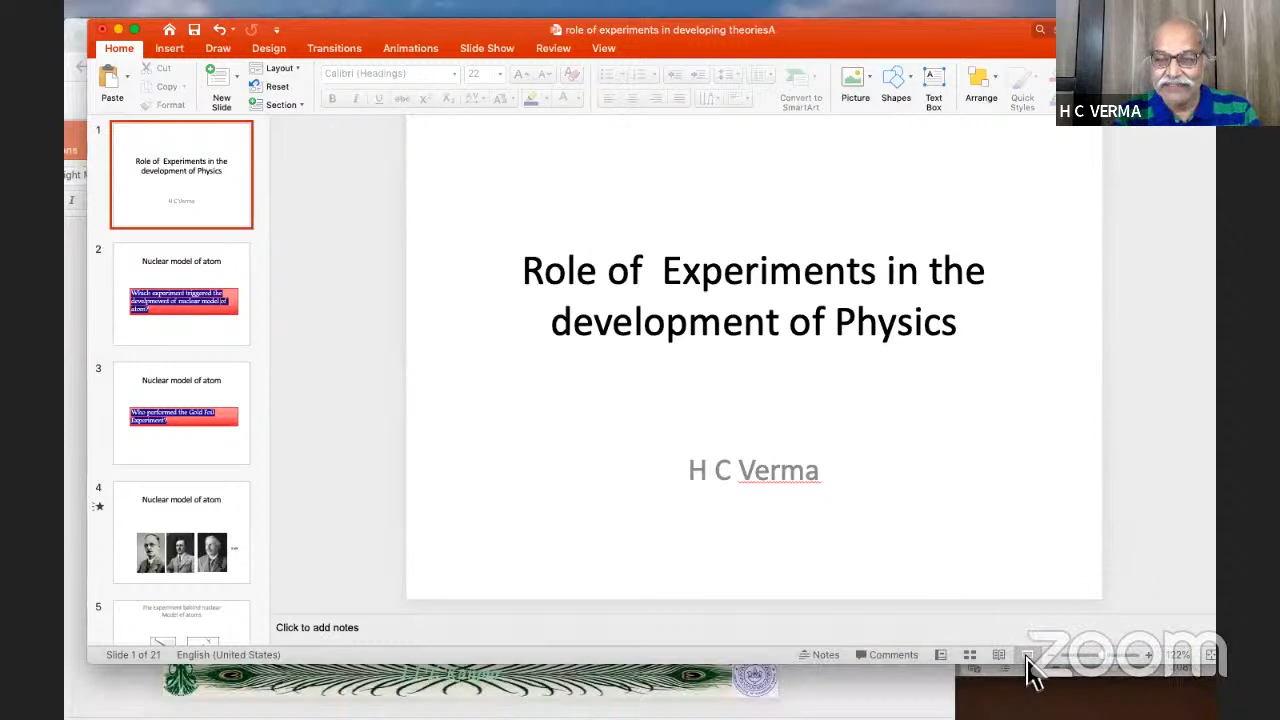 role of experiments in developing theoriesA
Home Insert Draw Design Transitions Animations Slide Show Review View
Paste
Cut
Copy
Format
New Slide
Layout
Reset
Section
Calibri (Headings) 22
Convert to SmartArt
Picture
Shapes
Text Box
Arrange
Quick Styles
H C VERMA
ons
ight
1
Role of Experiments in the
development of Physics
H C Verma
2
Nuclear model of atom
Which experiment triggered the
development of nuclear model of
atom?
3
Nuclear model of atom
Who performed the Gold Foil
Experiment?
4
Nuclear model of atom
5
The Experiment behind nuclear
Model of atoms
Role of Experiments in the
development of Physics
H C Verma
Click to add notes
Slide 1 of 21 English (United States) Notes Comments 122%
zoom